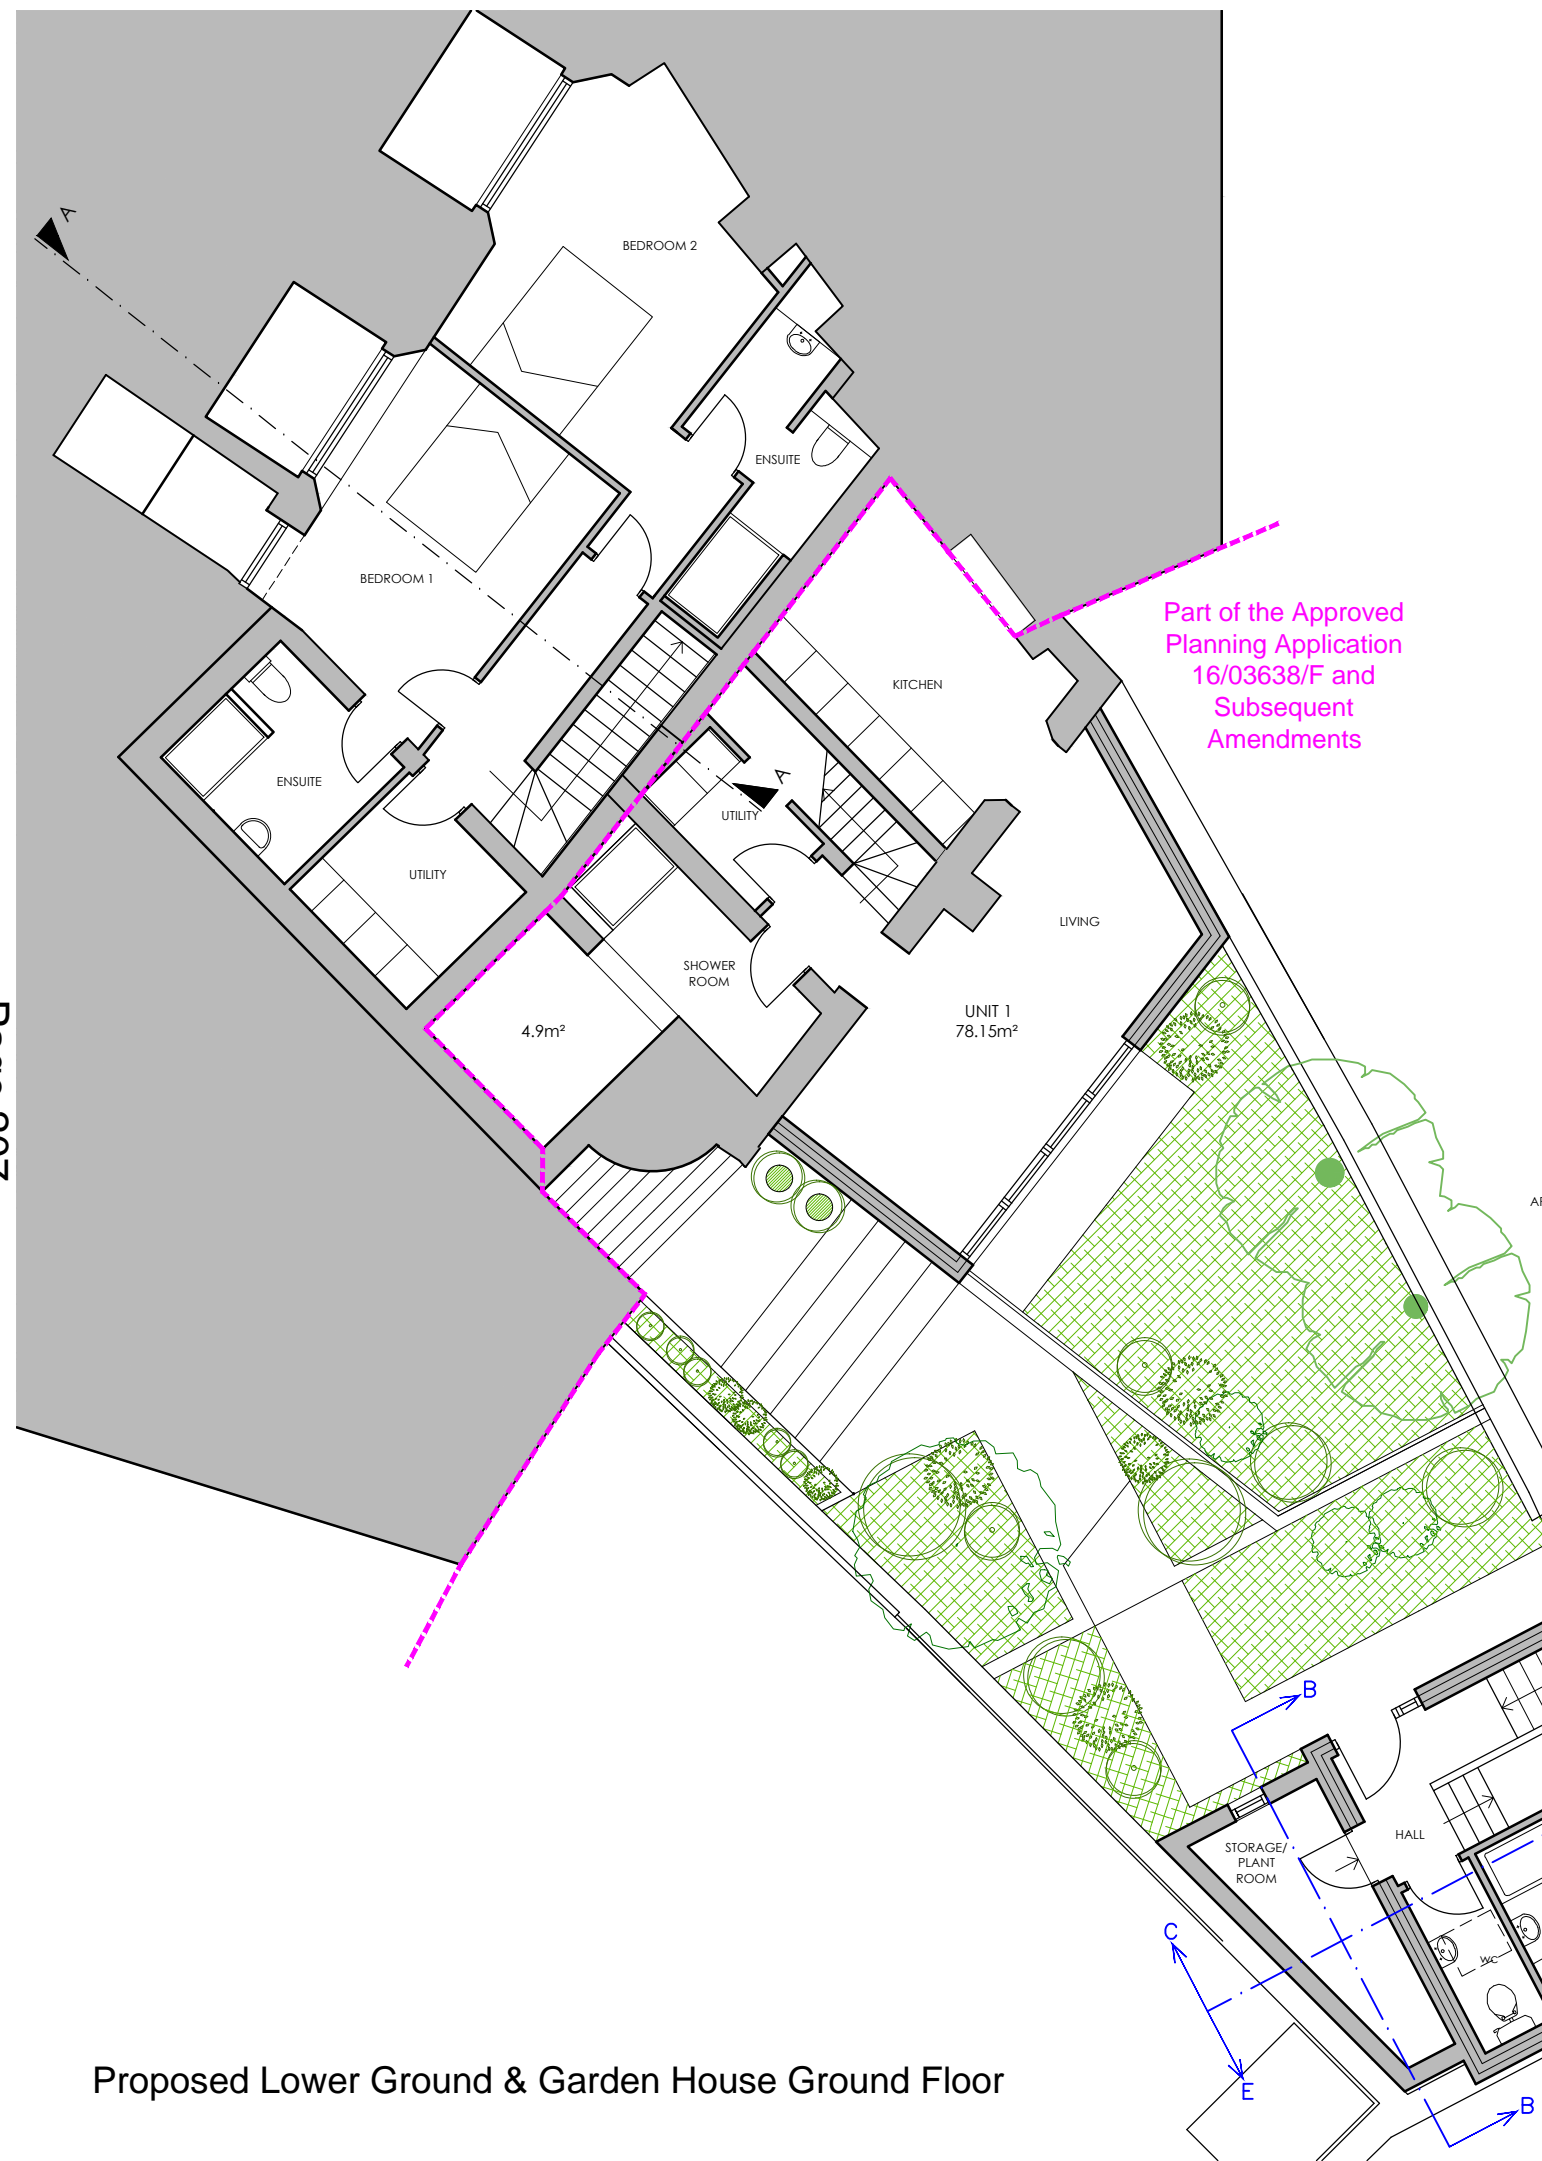 A
BEDROOM 2
ENSUITE
BEDROOM 1
Part of the Approved
Planning Application
16/03638/F and
Subsequent
Amendments
KITCHEN
ENSUITE
A
UTILITY
UTILITY
LIVING
SHOWER
ROOM
UNIT 1
78.15m²
4.9m²
B
HALL
STORAGE/
PLANT
ROOM
C
WC
E
B
Proposed Lower Ground & Garden House Ground Floor